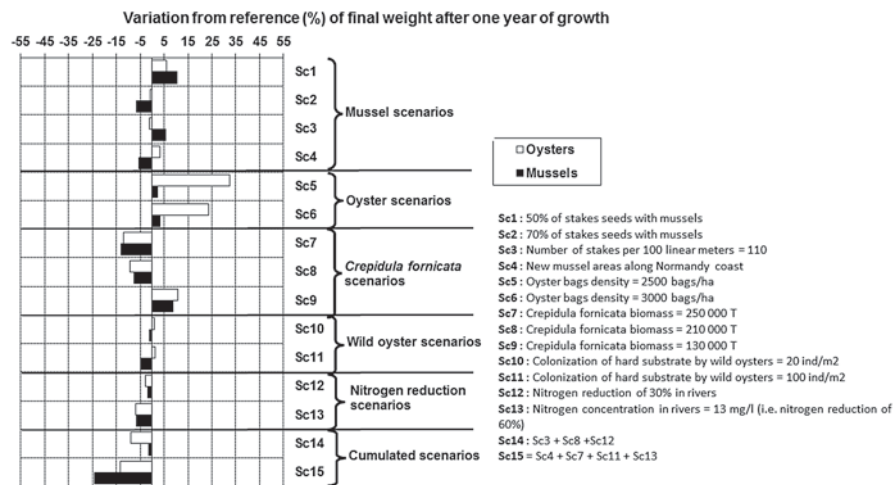 Variation from reference (%) of final weight after one year of growth
-55 -45 -35 -25 -15 -5 5 15 25 35 45 55
Sc1
Sc2
Sc3
Sc4
Mussel scenarios
Sc5
Sc6
Oyster scenarios
Sc7
Sc8
Sc9
Crepidula fornicata
scenarios
Sc10
Sc11
Wild oyster scenarios
Sc12
Sc13
Nitrogen reduction
scenarios
Sc14
Sc15
Cumulated scenarios
Oysters
Mussels
Sc1 : 50% of stakes seeds with mussels
Sc2 : 70% of stakes seeds with mussels
Sc3 : Number of stakes per 100 linear meters = 110
Sc4 : New mussel areas along Normandy coast
Sc5 : Oyster bags density = 2500 bags/ha
Sc6 : Oyster bags density = 3000 bags/ha
Sc7 : Crepidula fornicata biomass = 250 000 T
Sc8 : Crepidula fornicata biomass = 210 000 T
Sc9 : Crepidula fornicata biomass = 130 000 T
Sc10 : Colonization of hard substrate by wild oysters = 20 ind/m2
Sc11 : Colonization of hard substrate by wild oysters = 100 ind/m2
Sc12 : Nitrogen reduction of 30% in rivers
Sc13 : Nitrogen concentration in rivers = 13 mg/l (i.e. nitrogen reduction of
60%)
Sc14 : Sc3 + Sc8 +Sc12
Sc15 = Sc4 + Sc7 + Sc11 + Sc13